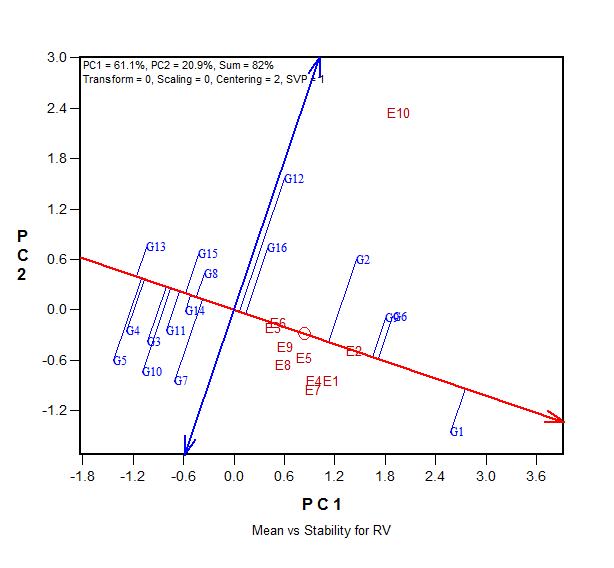 PC1 = 61.1%, PC2 = 20.9%, Sum = 82%
Transform = 0, Scaling = 0, Centering = 2, SVP = 1
3.0
2.4
1.8
1.2
0.6
0.0
-0.6
-1.2
P
C
2
E10
G12
G13
G15
G16
G2
G8
G14
G6
E6
G4
G11
G3
E9
E2
G5
E5
E8
G10
G7
E4
E1
E7
G1
-1.8
-1.2
-0.6
0.0
0.6
1.2
1.8
2.4
3.0
3.6
P C 1
Mean vs Stability for RV